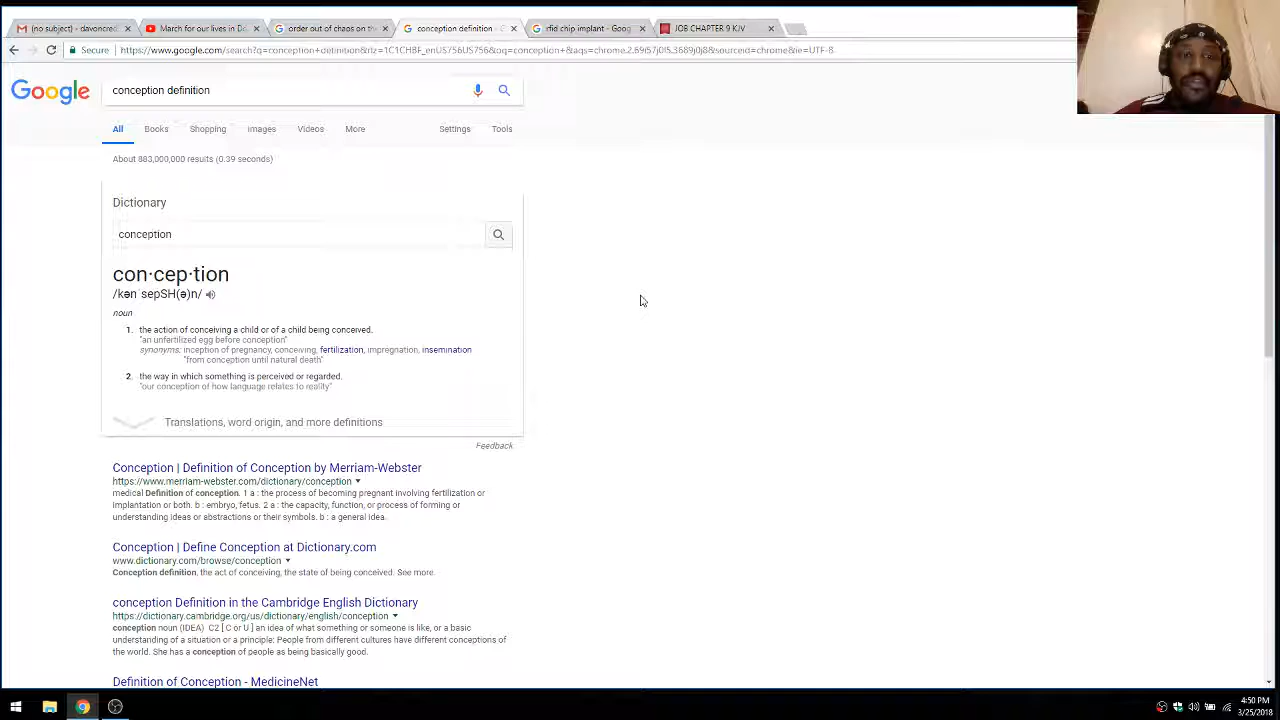 (no subject) - davoncred
March for our lives in De
order out of chaos on th
conception definition - G
rfid chip implant - Goog
JOB CHAPTER 9 KJV
Secure
Google
conception definition
All Books Shopping Images Videos More Settings Tools
About 883,000,000 results (0.39 seconds)
Dictionary
conception
con·cep·tion
/kənˈsepSH(ə)n/
noun
1. the action of conceiving a child or of a child being conceived.
"an unfertilized egg before conception"
synonyms: inception of pregnancy, conceiving, fertilization, impregnation, insemination
"from conception until natural death"
2. the way in which something is perceived or regarded.
"our conception of how language relates to reality"
Translations, word origin, and more definitions
Feedback
Conception | Definition of Conception by Merriam-Webster
https://www.merriam-webster.com/dictionary/conception
medical Definition of conception. 1 a : the process of becoming pregnant involving fertilization or
implantation or both. b : embryo, fetus. 2 a : the capacity, function, or process of forming or
understanding ideas or abstractions or their symbols. b : a general idea.
Conception | Define Conception at Dictionary.com
www.dictionary.com/browse/conception
Conception definition, the act of conceiving, the state of being conceived. See more.
conception Definition in the Cambridge English Dictionary
https://dictionary.cambridge.org/us/dictionary/english/conception
conception noun (IDEA) C2 [ C or U ] an idea of what something or someone is like, or a basic
understanding of a situation or a principle: People from different cultures have different conceptions of
the world. She has a conception of people as being basically good.
Definition of Conception - MedicineNet
4:50 PM
3/25/2018